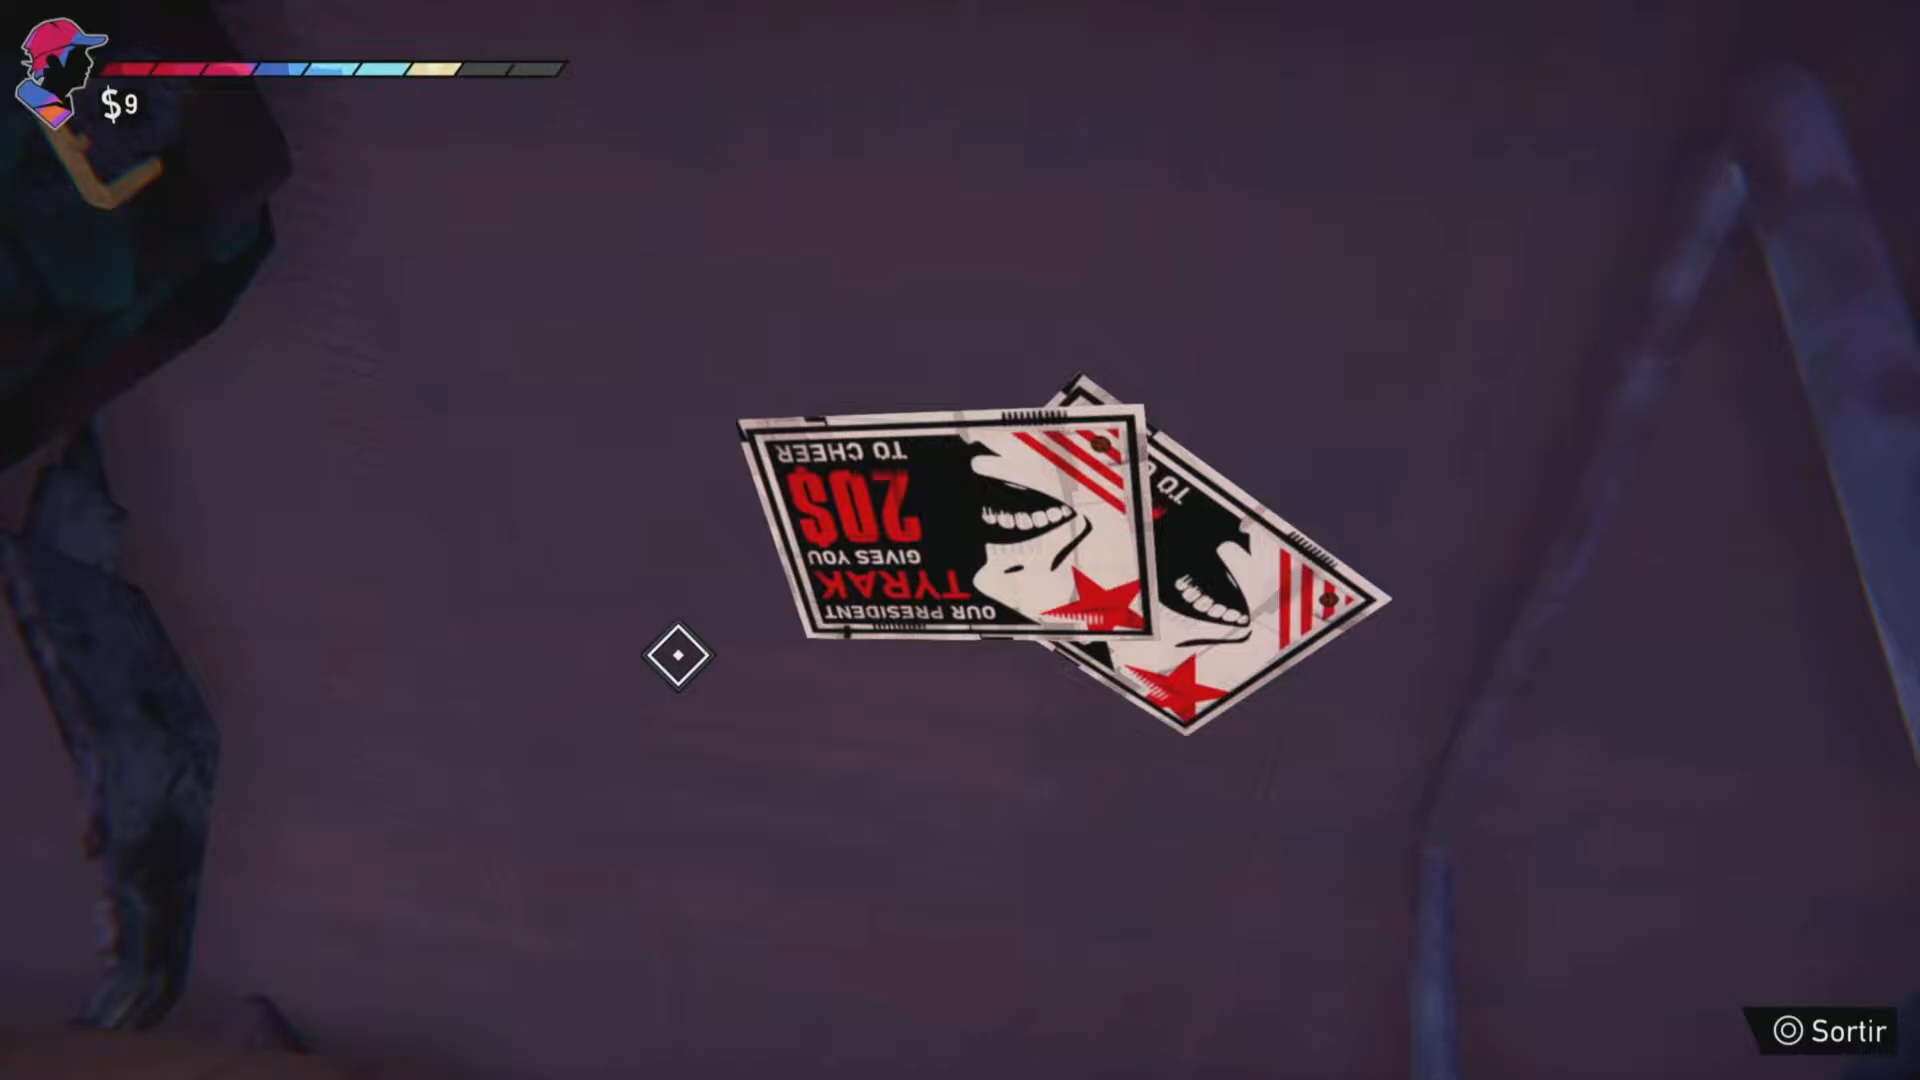 $9
OUR PRESIDENT
TYRAK
GIVES YOU
20$
TO CHEER
TO
Sortir